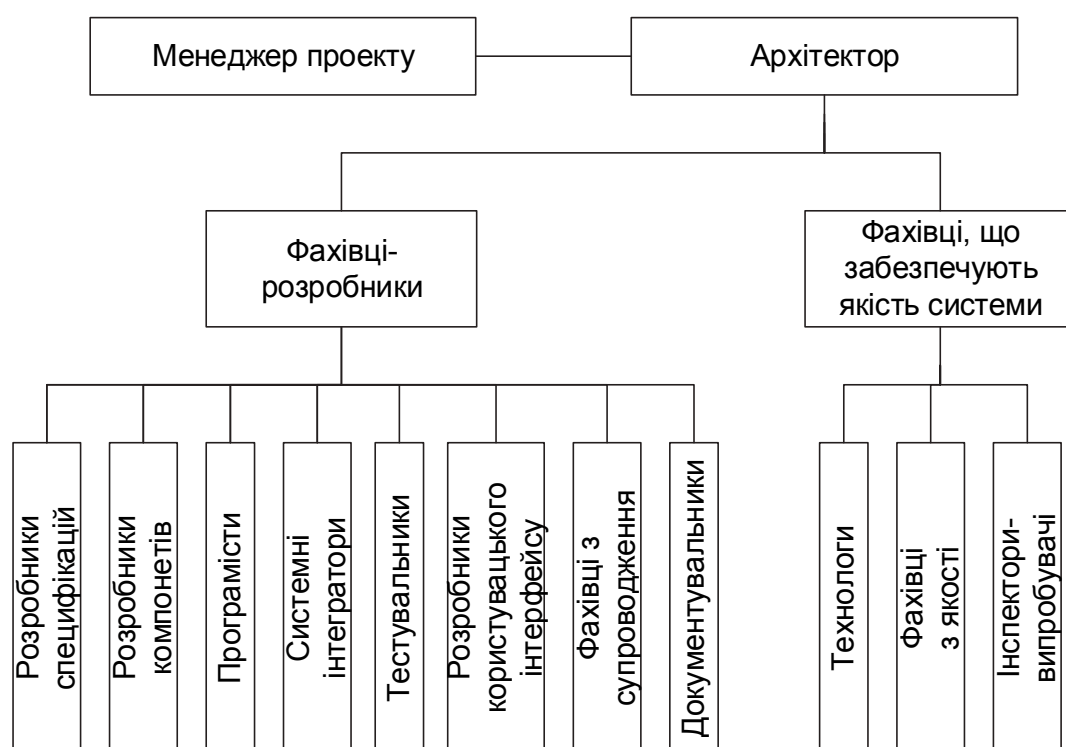 Менеджер проекту
Архітектор
Фахівці-
розробники
Фахівці, що
забезпечують
якість системи
Розробники
специфікацій
Розробники
компонетів
Програмісти
Системні
інтегратори
Тестувальники
Розробники
користувацького
інтерфейсу
Фахівці з
супроводження
Документувальники
Технологи
Фахівці
з якості
Інспектори-
випробувачі